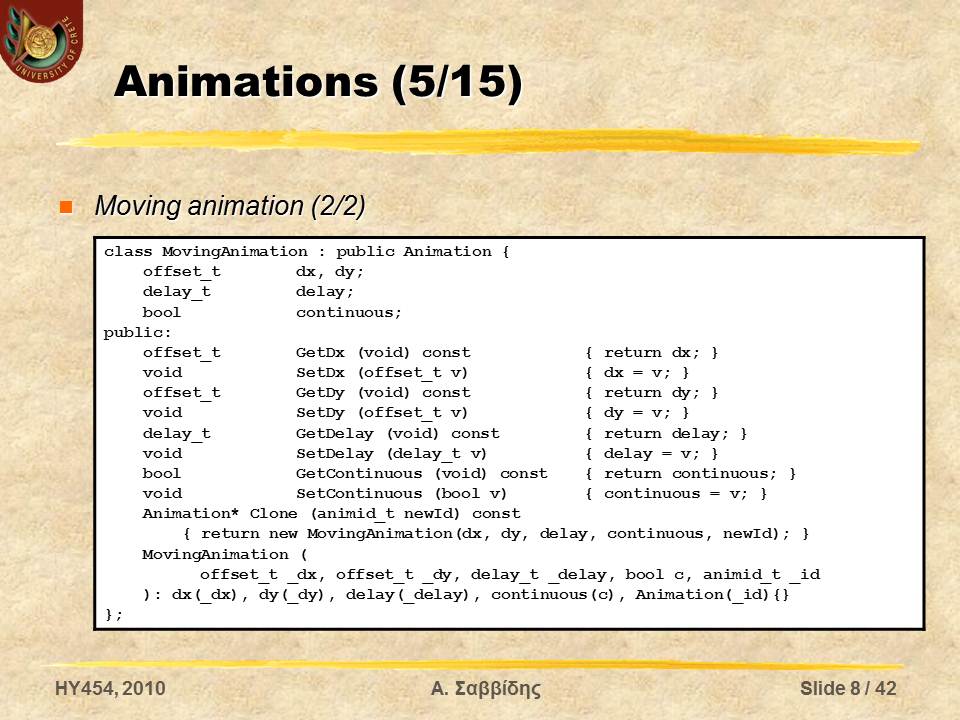 UNIVERSITY OF CRETE
Animations (5/15)
Moving animation (2/2)
class MovingAnimation : public Animation {
offset_t dx, dy;
delay_t delay;
bool continuous;
public:
offset_t GetDx (void) const { return dx; }
void SetDx (offset_t v) { dx = v; }
offset_t GetDy (void) const { return dy; }
void SetDy (offset_t v) { dy = v; }
delay_t GetDelay (void) const { return delay; }
void SetDelay (delay_t v) { delay = v; }
bool GetContinuous (void) const { return continuous; }
void SetContinuous (bool v) { continuous = v; }
Animation* Clone (animid_t newId) const
{ return new MovingAnimation(dx, dy, delay, continuous, newId); }
MovingAnimation (
offset_t _dx, offset_t _dy, delay_t _delay, bool c, animid_t _id
): dx(_dx), dy(_dy), delay(_delay), continuous(c), Animation(_id){}
};
HY454, 2010 Α. Σαββίδης Slide 8 / 42